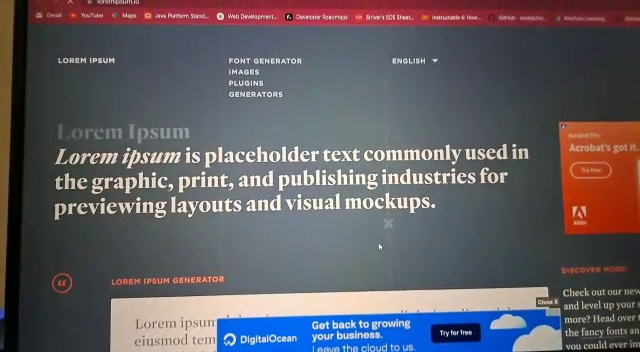 loremipsum.io
Gmail YouTube Maps Java Platform Stand... Web Development... Developer Roadmaps Striver's SDE Sheet... Instructable & How... Machine Learning...
LOREM IPSUM
FONT GENERATOR
IMAGES
PLUGINS
GENERATORS
ENGLISH
Lorem Ipsum
Lorem ipsum is placeholder text commonly used in
the graphic, print, and publishing industries for
previewing layouts and visual mockups.
Acrobat's got it.
Try free
Adobe
LOREM IPSUM GENERATOR
Lorem ipsum
eiusmod tem
DISCOVER MORE!
Check out our new
and level up your
more? Head over t
the fancy fonts an
you could ever im
Close X
DigitalOcean
Get back to growing
your business.
Leave the cloud to us.
Try for free